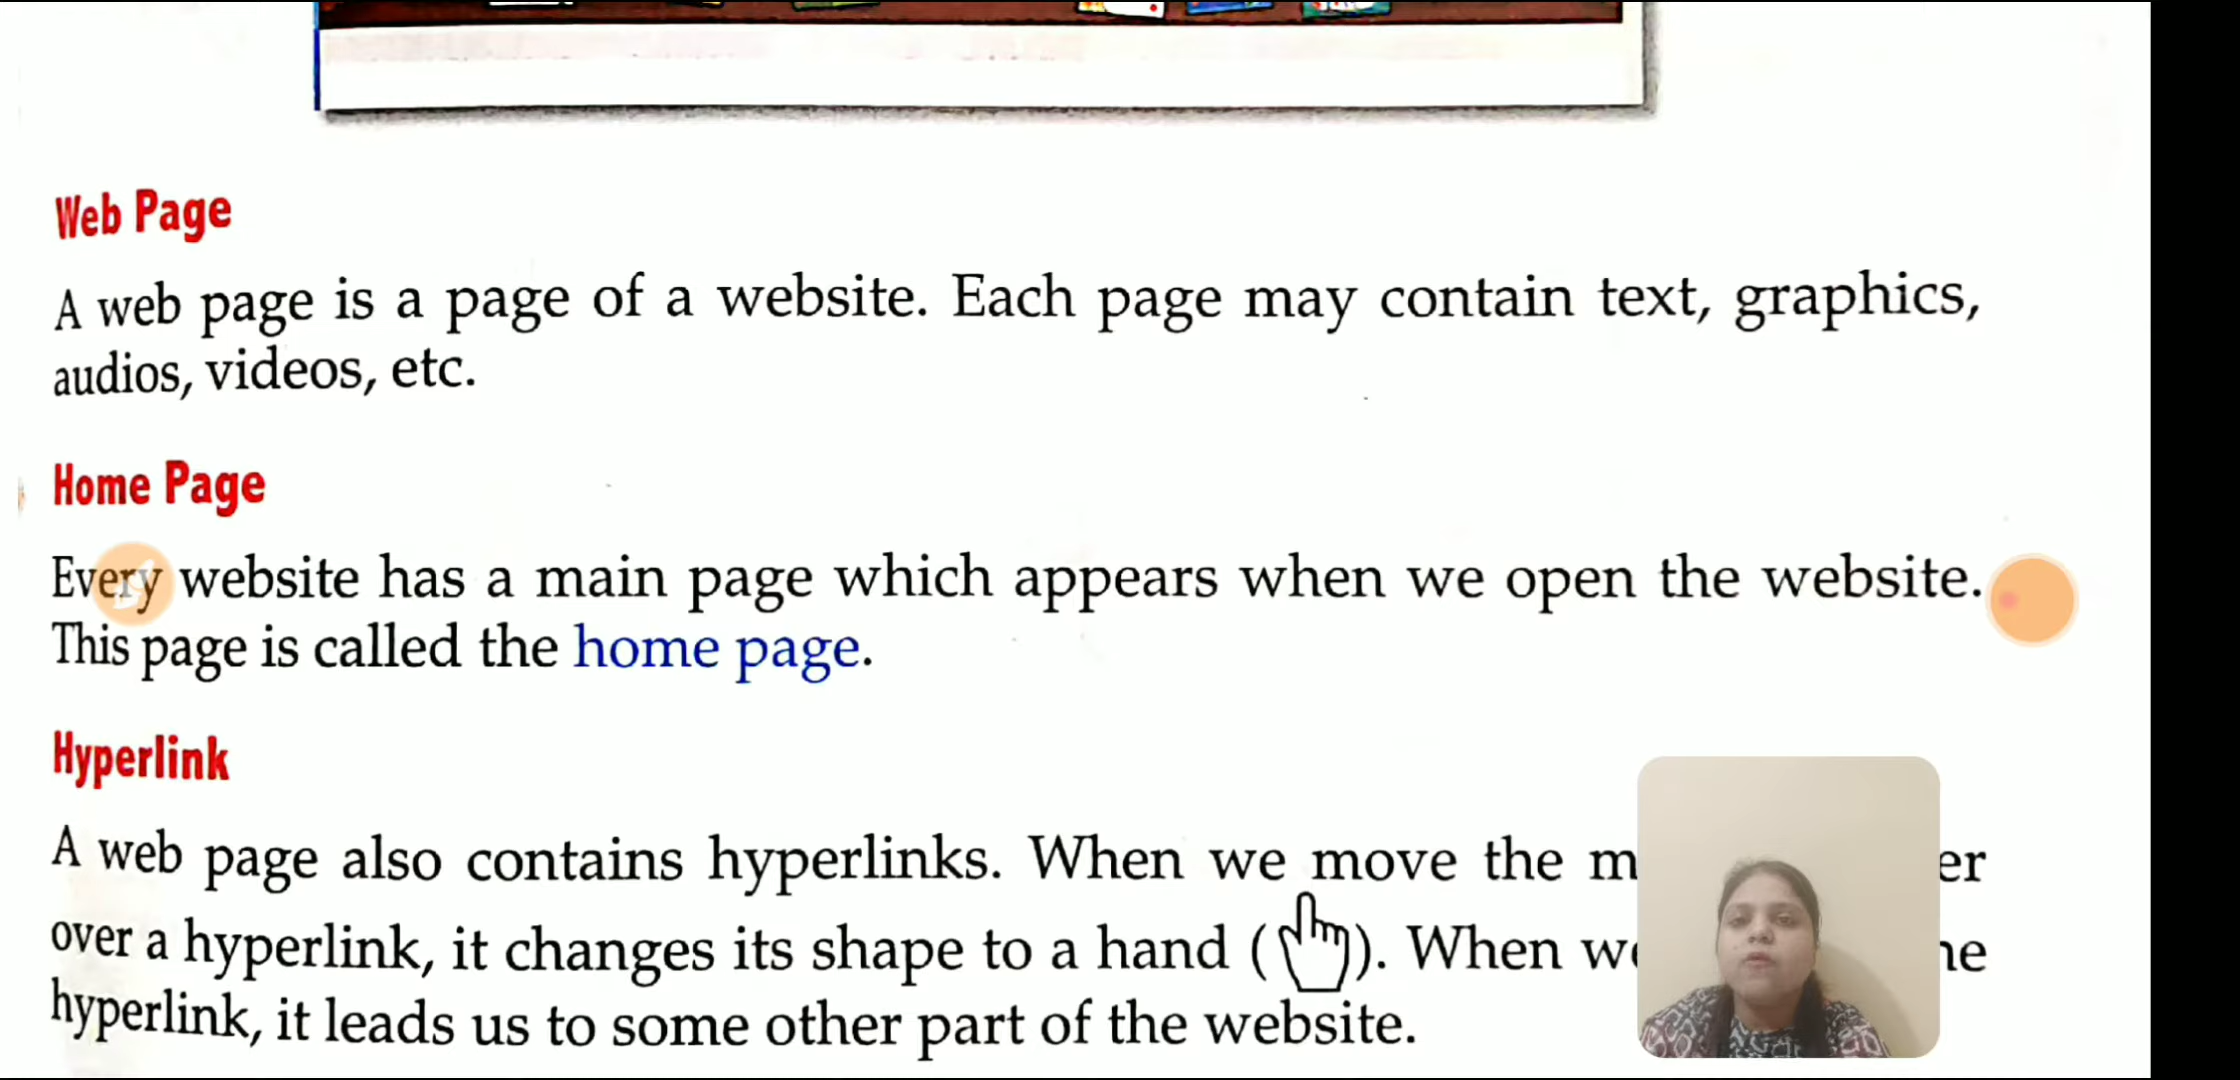 Web Page
A web page is a page of a website. Each page may contain text, graphics,
audios, videos, etc.
Home Page
Every website has a main page which appears when we open the website.
This page is called the home page.
Hyperlink
A web page also contains hyperlinks. When we move the m er
over a hyperlink, it changes its shape to a hand ( ). When we
hyperlink, it leads us to some other part of the website.